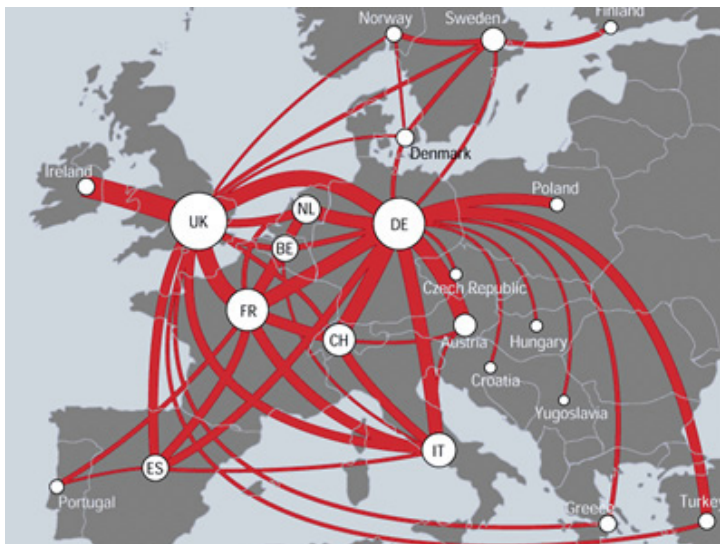 Norway
Sweden
Finland
Denmark
Ireland
UK
NL
DE
Poland
BE
Czech Republic
FR
CH
Austria
Hungary
Croatia
Yugoslavia
IT
ES
Portugal
Greece
Turkey